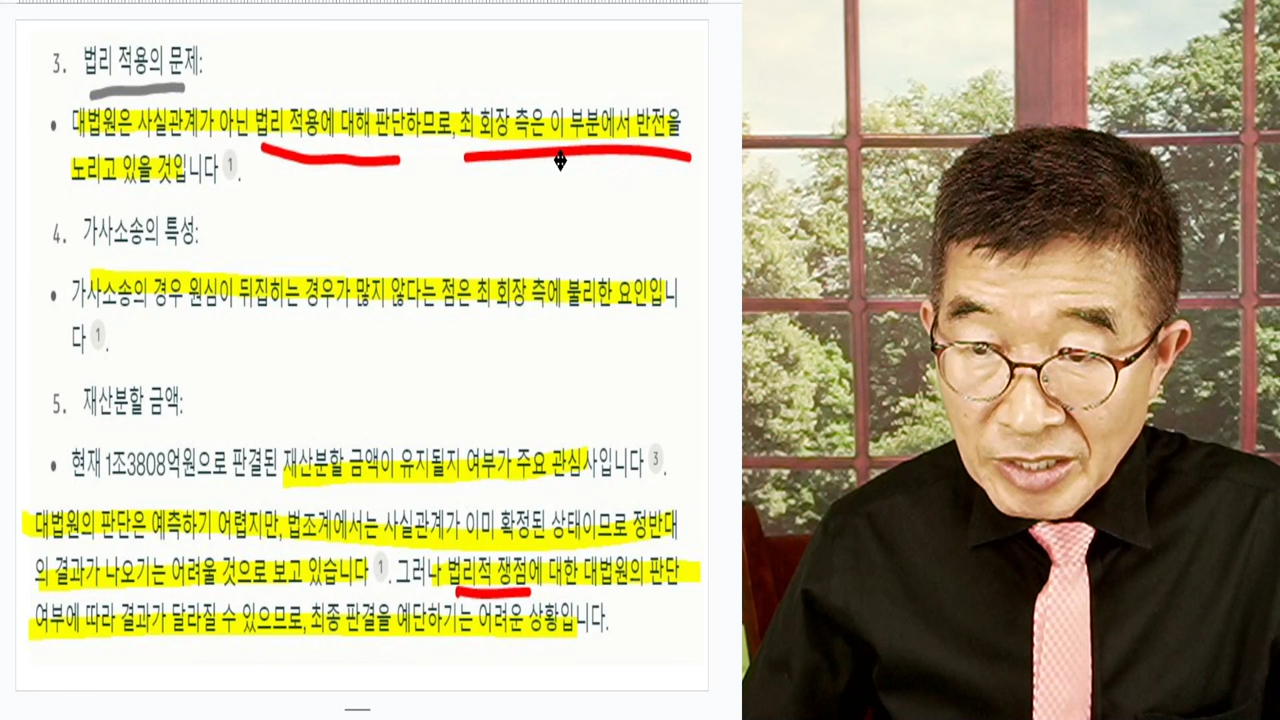 3. 법리 적용의 문제:
• 대법원은 사실관계가 아닌 법리 적용에 대해 판단하므로, 최 회장 측은 이 부분에서 반전을
노리고 있을 것입니다 1.
4. 가사소송의 특성:
• 가사소송의 경우 원심이 뒤집히는 경우가 많지 않다는 점은 최 회장 측에 불리한 요인입니
다 1.
5. 재산분할 금액:
• 현재 1조3808억원으로 판결된 재산분할 금액이 유지될지 여부가 주요 관심사입니다 3.
대법원의 판단은 예측하기 어렵지만, 법조계에서는 사실관계가 이미 확정된 상태이므로 정반대
의 결과가 나오기는 어려울 것으로 보고 있습니다 1. 그러나 법리적 쟁점에 대한 대법원의 판단
여부에 따라 결과가 달라질 수 있으므로, 최종 판결을 예단하기는 어려운 상황입니다.